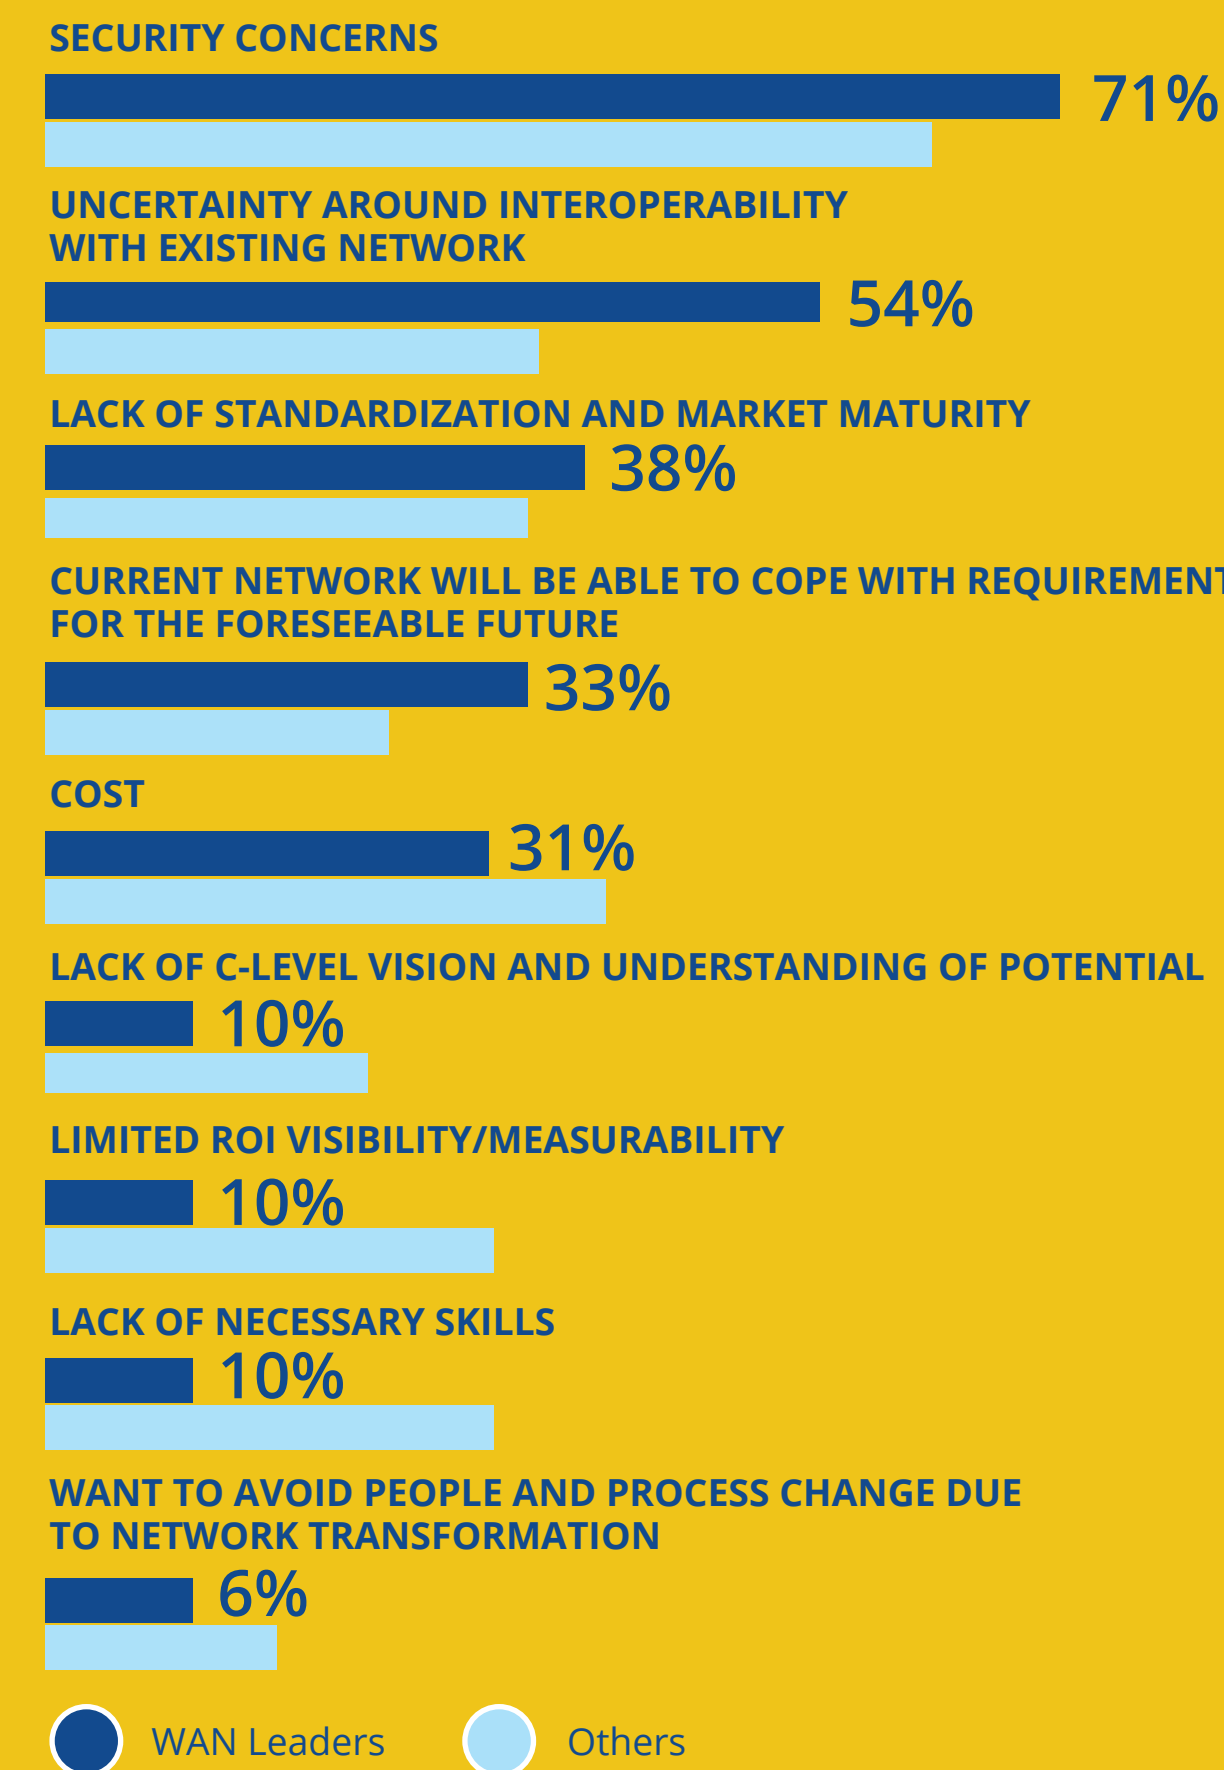 SECURITY CONCERNS
71%
UNCERTAINTY AROUND INTEROPERABILITY
WITH EXISTING NETWORK
54%
LACK OF STANDARDIZATION AND MARKET MATURITY
38%
CURRENT NETWORK WILL BE ABLE TO COPE WITH REQUIREMENT
FOR THE FORESEEABLE FUTURE
33%
COST
31%
LACK OF C-LEVEL VISION AND UNDERSTANDING OF POTENTIAL
10%
LIMITED ROI VISIBILITY/MEASURABILITY
10%
LACK OF NECESSARY SKILLS
10%
WANT TO AVOID PEOPLE AND PROCESS CHANGE DUE
TO NETWORK TRANSFORMATION
6%
WAN Leaders
Others